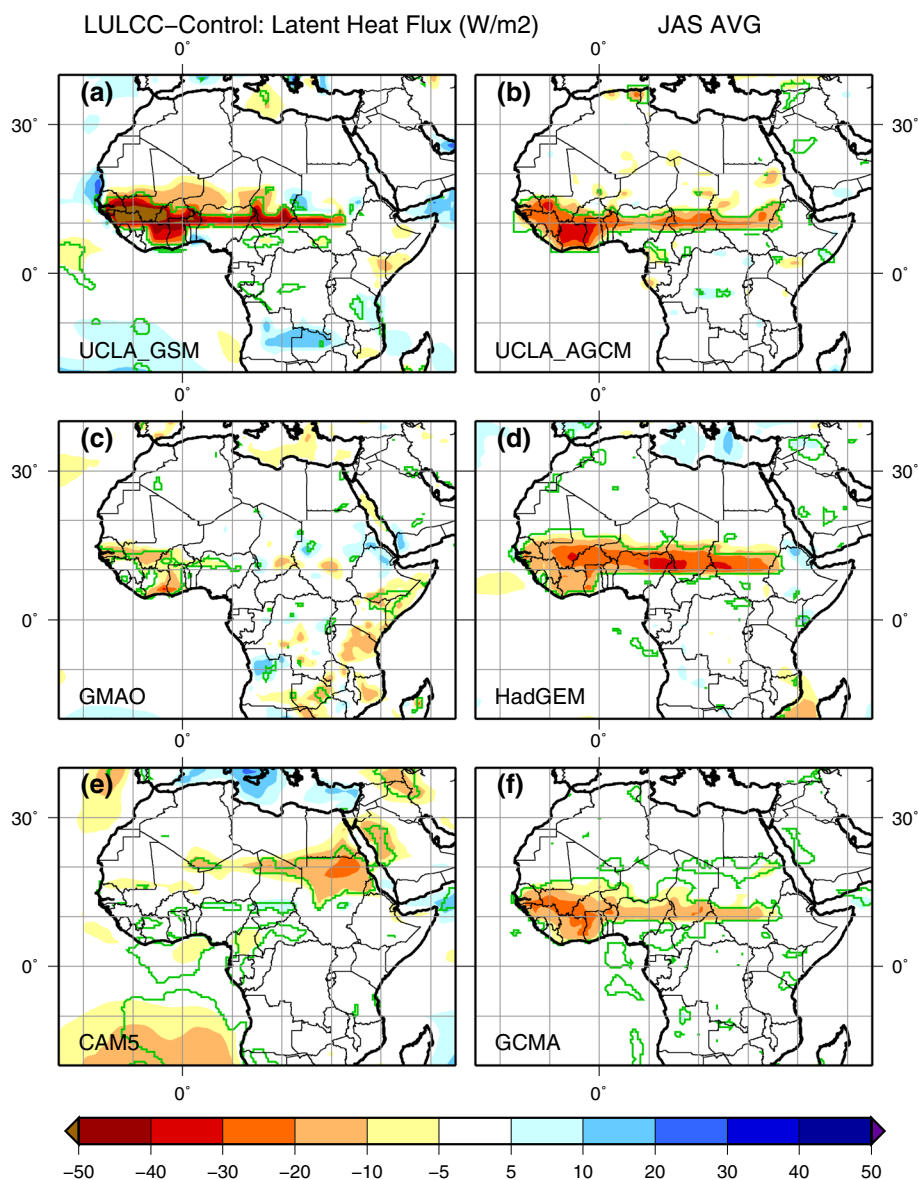 LULCC−Control: Latent Heat Flux (W/m2) JAS AVG
0° 0°
(a) (b)
30° 30°
0° 0°
UCLA_GSM UCLA_AGCM
0° 0°
0° 0°
(c) (d)
30° 30°
0° 0°
GMAO HadGEM
0° 0°
(e) (f)
30° 30°
0° 0°
CAM5 GCMA
0° 0°
−50 −40 −30 −20 −10 −5 5 10 20 30 40 50